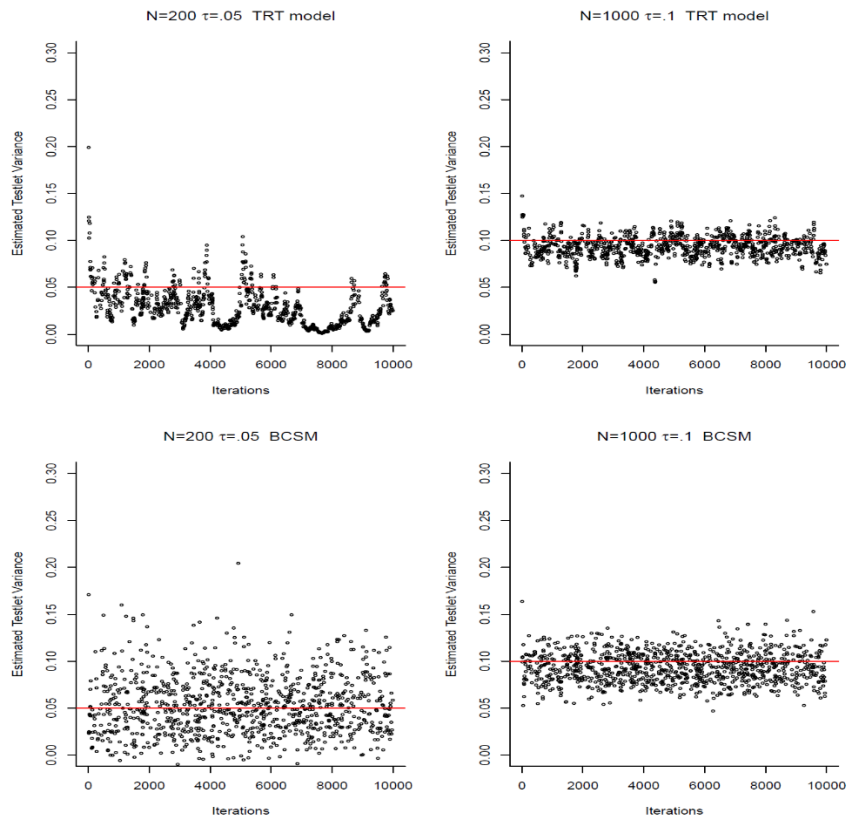 N=200 τ=.05 TRT model
Estimated Testlet Variance
0.30
0.25
0.20
0.15
0.10
0.05
0.00
0 2000 4000 6000 8000 10000
Iterations
N=1000 τ=.1 TRT model
Estimated Testlet Variance
0.30
0.25
0.20
0.15
0.10
0.05
0.00
0 2000 4000 6000 8000 10000
Iterations
N=200 τ=.05 BCSM
Estimated Testlet Variance
0.30
0.25
0.20
0.15
0.10
0.05
0.00
0 2000 4000 6000 8000 10000
Iterations
N=1000 τ=.1 BCSM
Estimated Testlet Variance
0.30
0.25
0.20
0.15
0.10
0.05
0.00
0 2000 4000 6000 8000 10000
Iterations